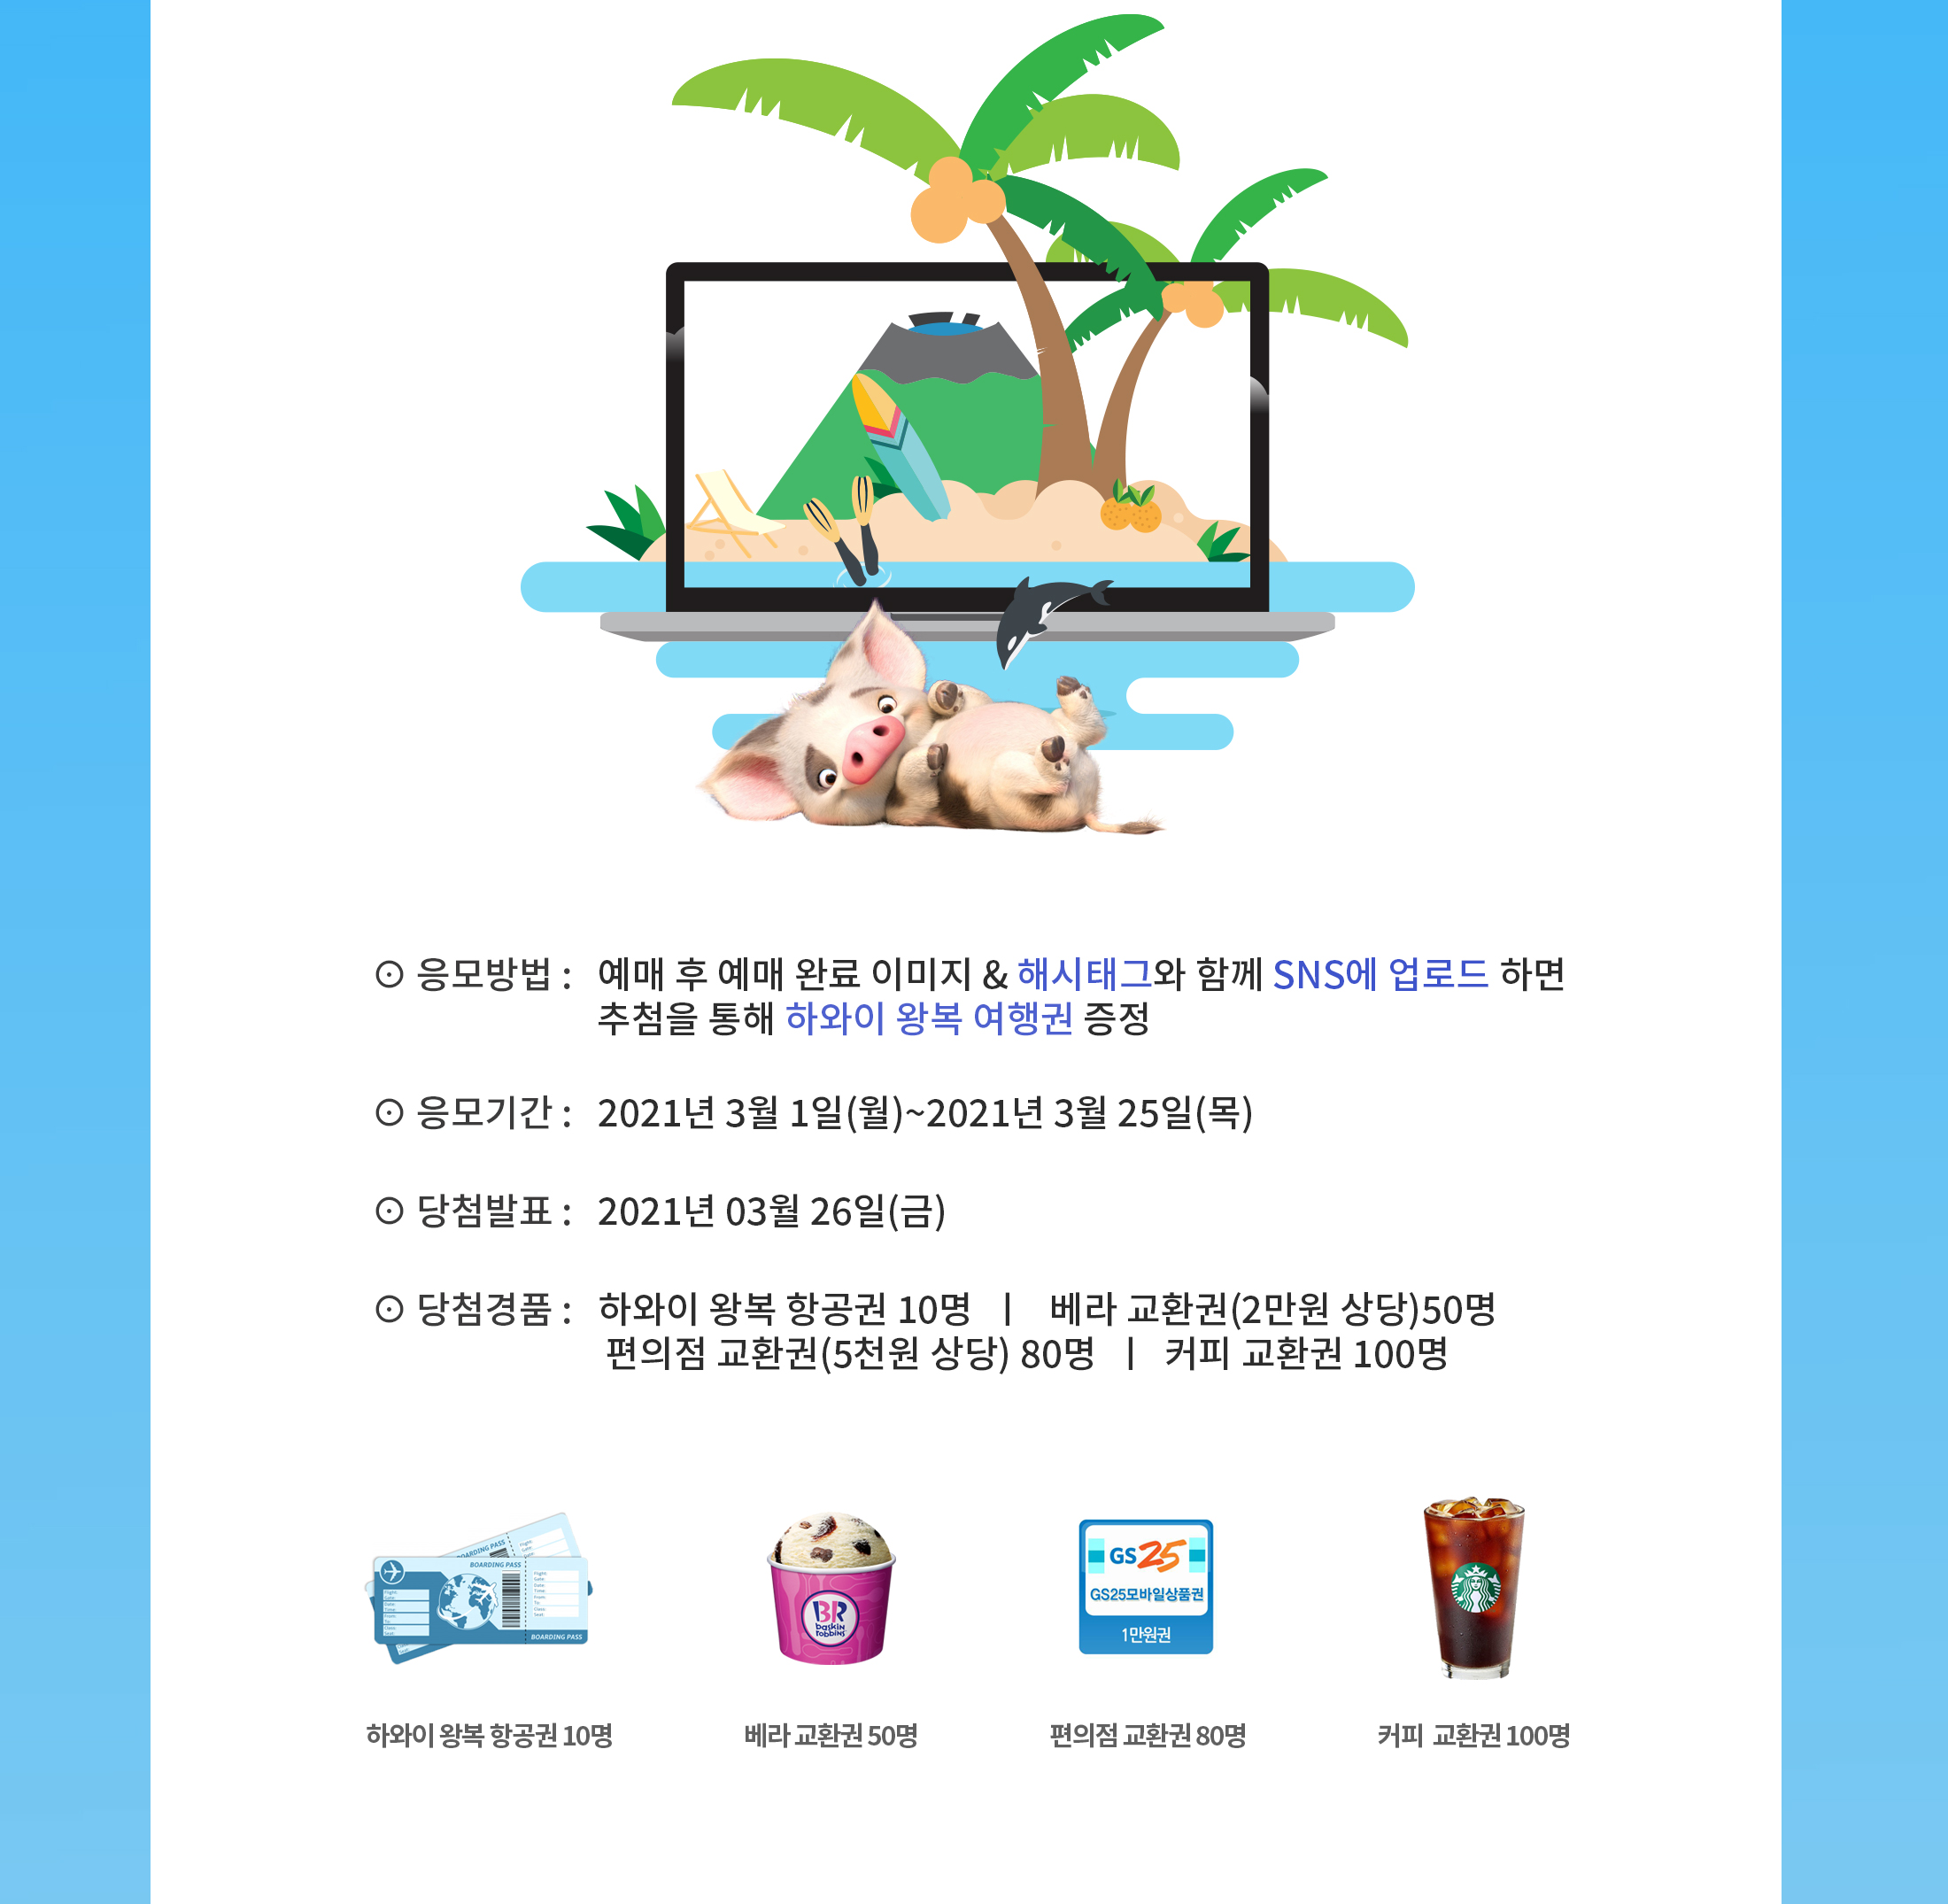 ⊙ 응모방법 : 예매 후 예매 완료 이미지 & 해시태그와 함께 SNS에 업로드 하면
추첨을 통해 하와이 왕복 여행권 증정
⊙ 응모기간 : 2021년 3월 1일(월)~2021년 3월 25일(목)
⊙ 당첨발표 : 2021년 03월 26일(금)
⊙ 당첨경품 : 하와이 왕복 항공권 10명 ㅣ 베라 교환권(2만원 상당)50명
편의점 교환권(5천원 상당) 80명 ㅣ 커피 교환권 100명
BOARDING PASS
BOARDING PASS
BOARDING PASS
BR
baskin
robbins
GS25
GS25모바일상품권
1만원권
하와이 왕복 항공권 10명
베라 교환권 50명
편의점 교환권 80명
커피 교환권 100명